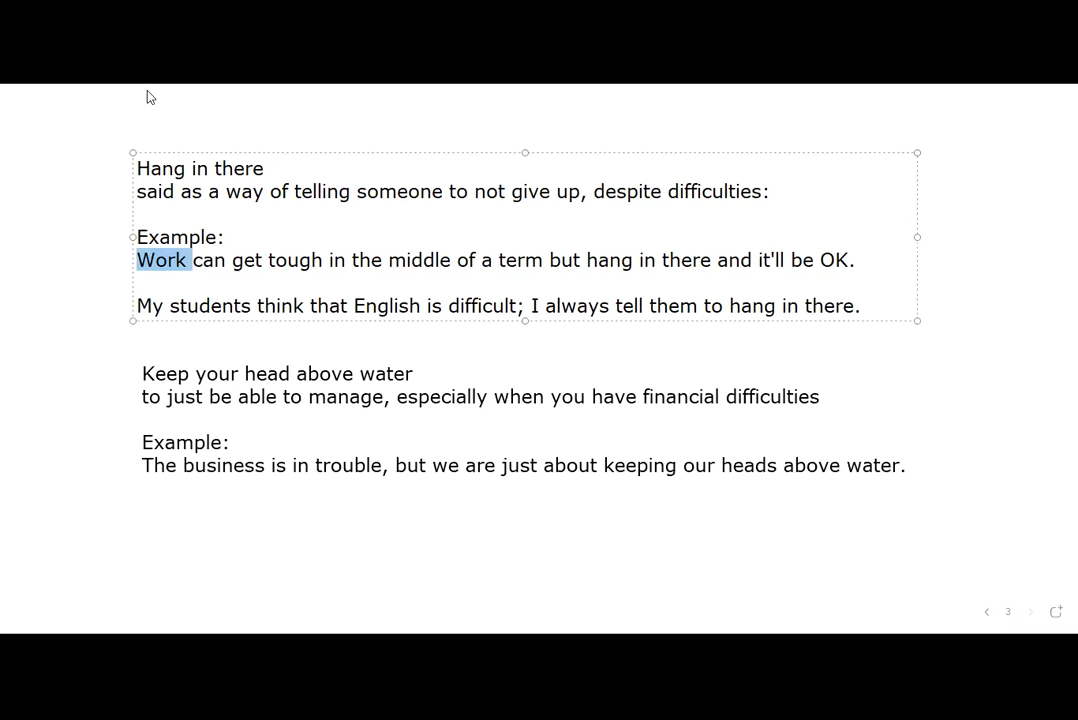 Hang in there
said as a way of telling someone to not give up, despite difficulties:
Example:
Work can get tough in the middle of a term but hang in there and it'll be OK.
My students think that English is difficult; I always tell them to hang in there.
Keep your head above water
to just be able to manage, especially when you have financial difficulties
Example:
The business is in trouble, but we are just about keeping our heads above water.
3